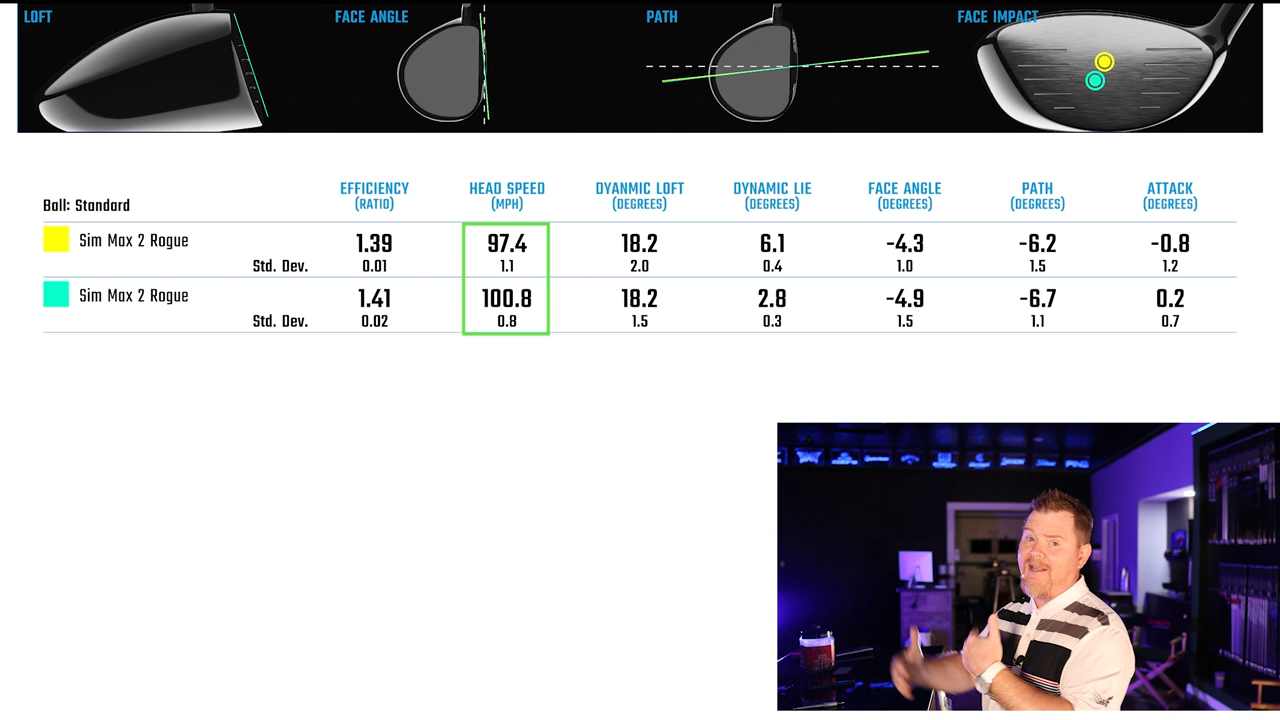 LOFT FACE ANGLE PATH FACE IMPACT
EFFICIENCY HEAD SPEED DYANMIC LOFT DYNAMIC LIE FACE ANGLE PATH ATTACK
Ball: Standard (RATIO) (MPH) (DEGREES) (DEGREES) (DEGREES) (DEGREES) (DEGREES)
Sim Max 2 Rogue 1.39 97.4 18.2 6.1 -4.3 -6.2 -0.8
Std. Dev. 0.01 1.1 2.0 0.4 1.0 1.5 1.2
Sim Max 2 Rogue 1.41 100.8 18.2 2.8 -4.9 -6.7 0.2
Std. Dev. 0.02 0.8 1.5 0.3 1.5 1.1 0.7